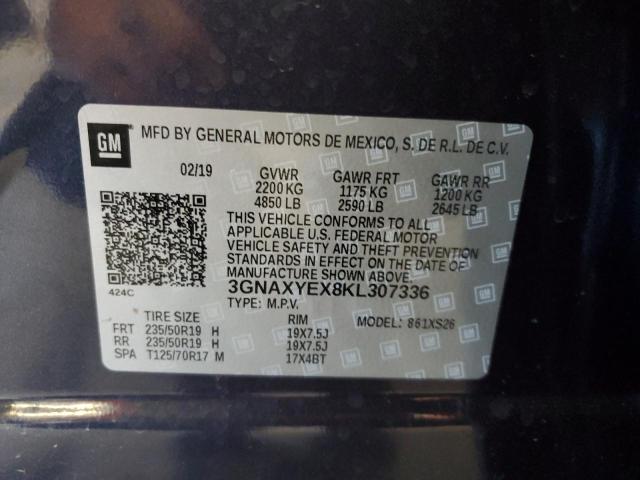 GM MFD BY GENERAL MOTORS DE MEXICO, S. DE R.L. DE C.V.
02/19 GVWR GAWR FRT GAWR RR
2200 KG 1175 KG 1200 KG
4850 LB 2590 LB 2645 LB
THIS VEHICLE CONFORMS TO ALL
APPLICABLE U.S. FEDERAL MOTOR
VEHICLE SAFETY AND THEFT PREVENTION
STANDARDS IN EFFECT ON THE DATE OF
MANUFACTURE SHOWN ABOVE.
424C 3GNAXYEX8KL307336
TYPE: M.P.V.
TIRE SIZE RIM MODEL: 861XS26
FRT 235/50R19 H 19X7.5J
RR 235/50R19 H 19X7.5J
SPA T125/70R17 M 17X4BT